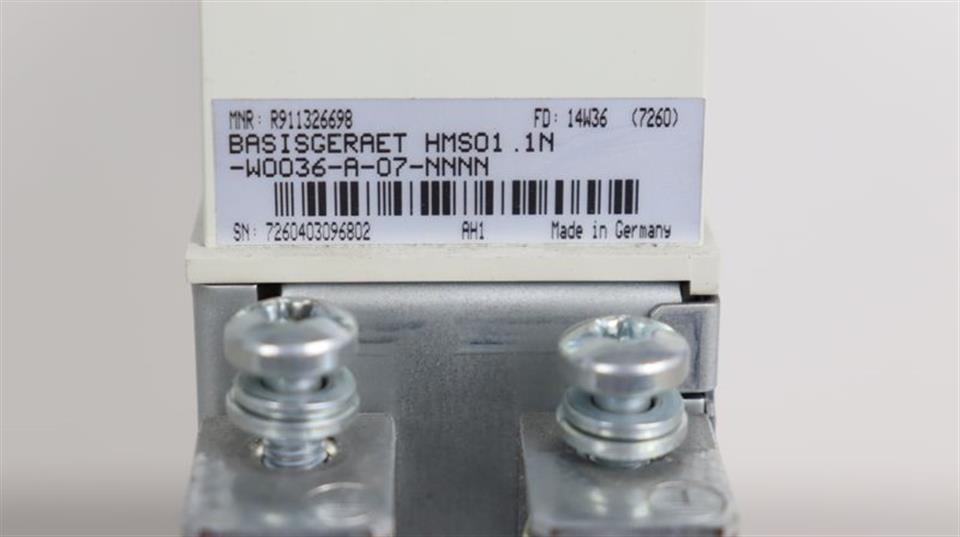 MNR: R911326698 FD: 14W36 (7260)
BASISGERAET HMS01.1N
-W0036-A-07-NNNN
SN: 7260403096802 AH1 Made in Germany